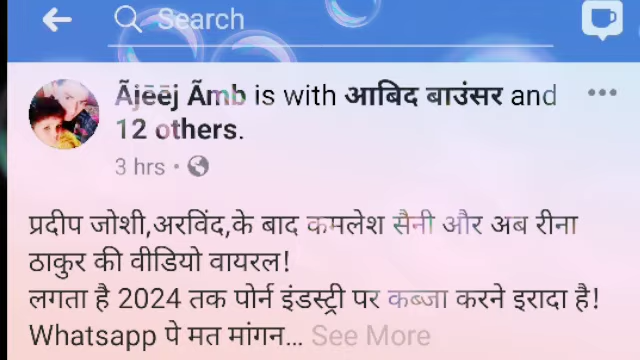 Search
Ãjēēj Ãmb is with आबिद बाउंसर and
12 others.
3 hrs
प्रदीप जोशी,अरविंद,के बाद कमलेश सैनी और अब रीना
ठाकुर की वीडियो वायरल!
लगता है 2024 तक पोर्न इंडस्ट्री पर कब्जा करने इरादा है!
Whatsapp पे मत मांगन... See More